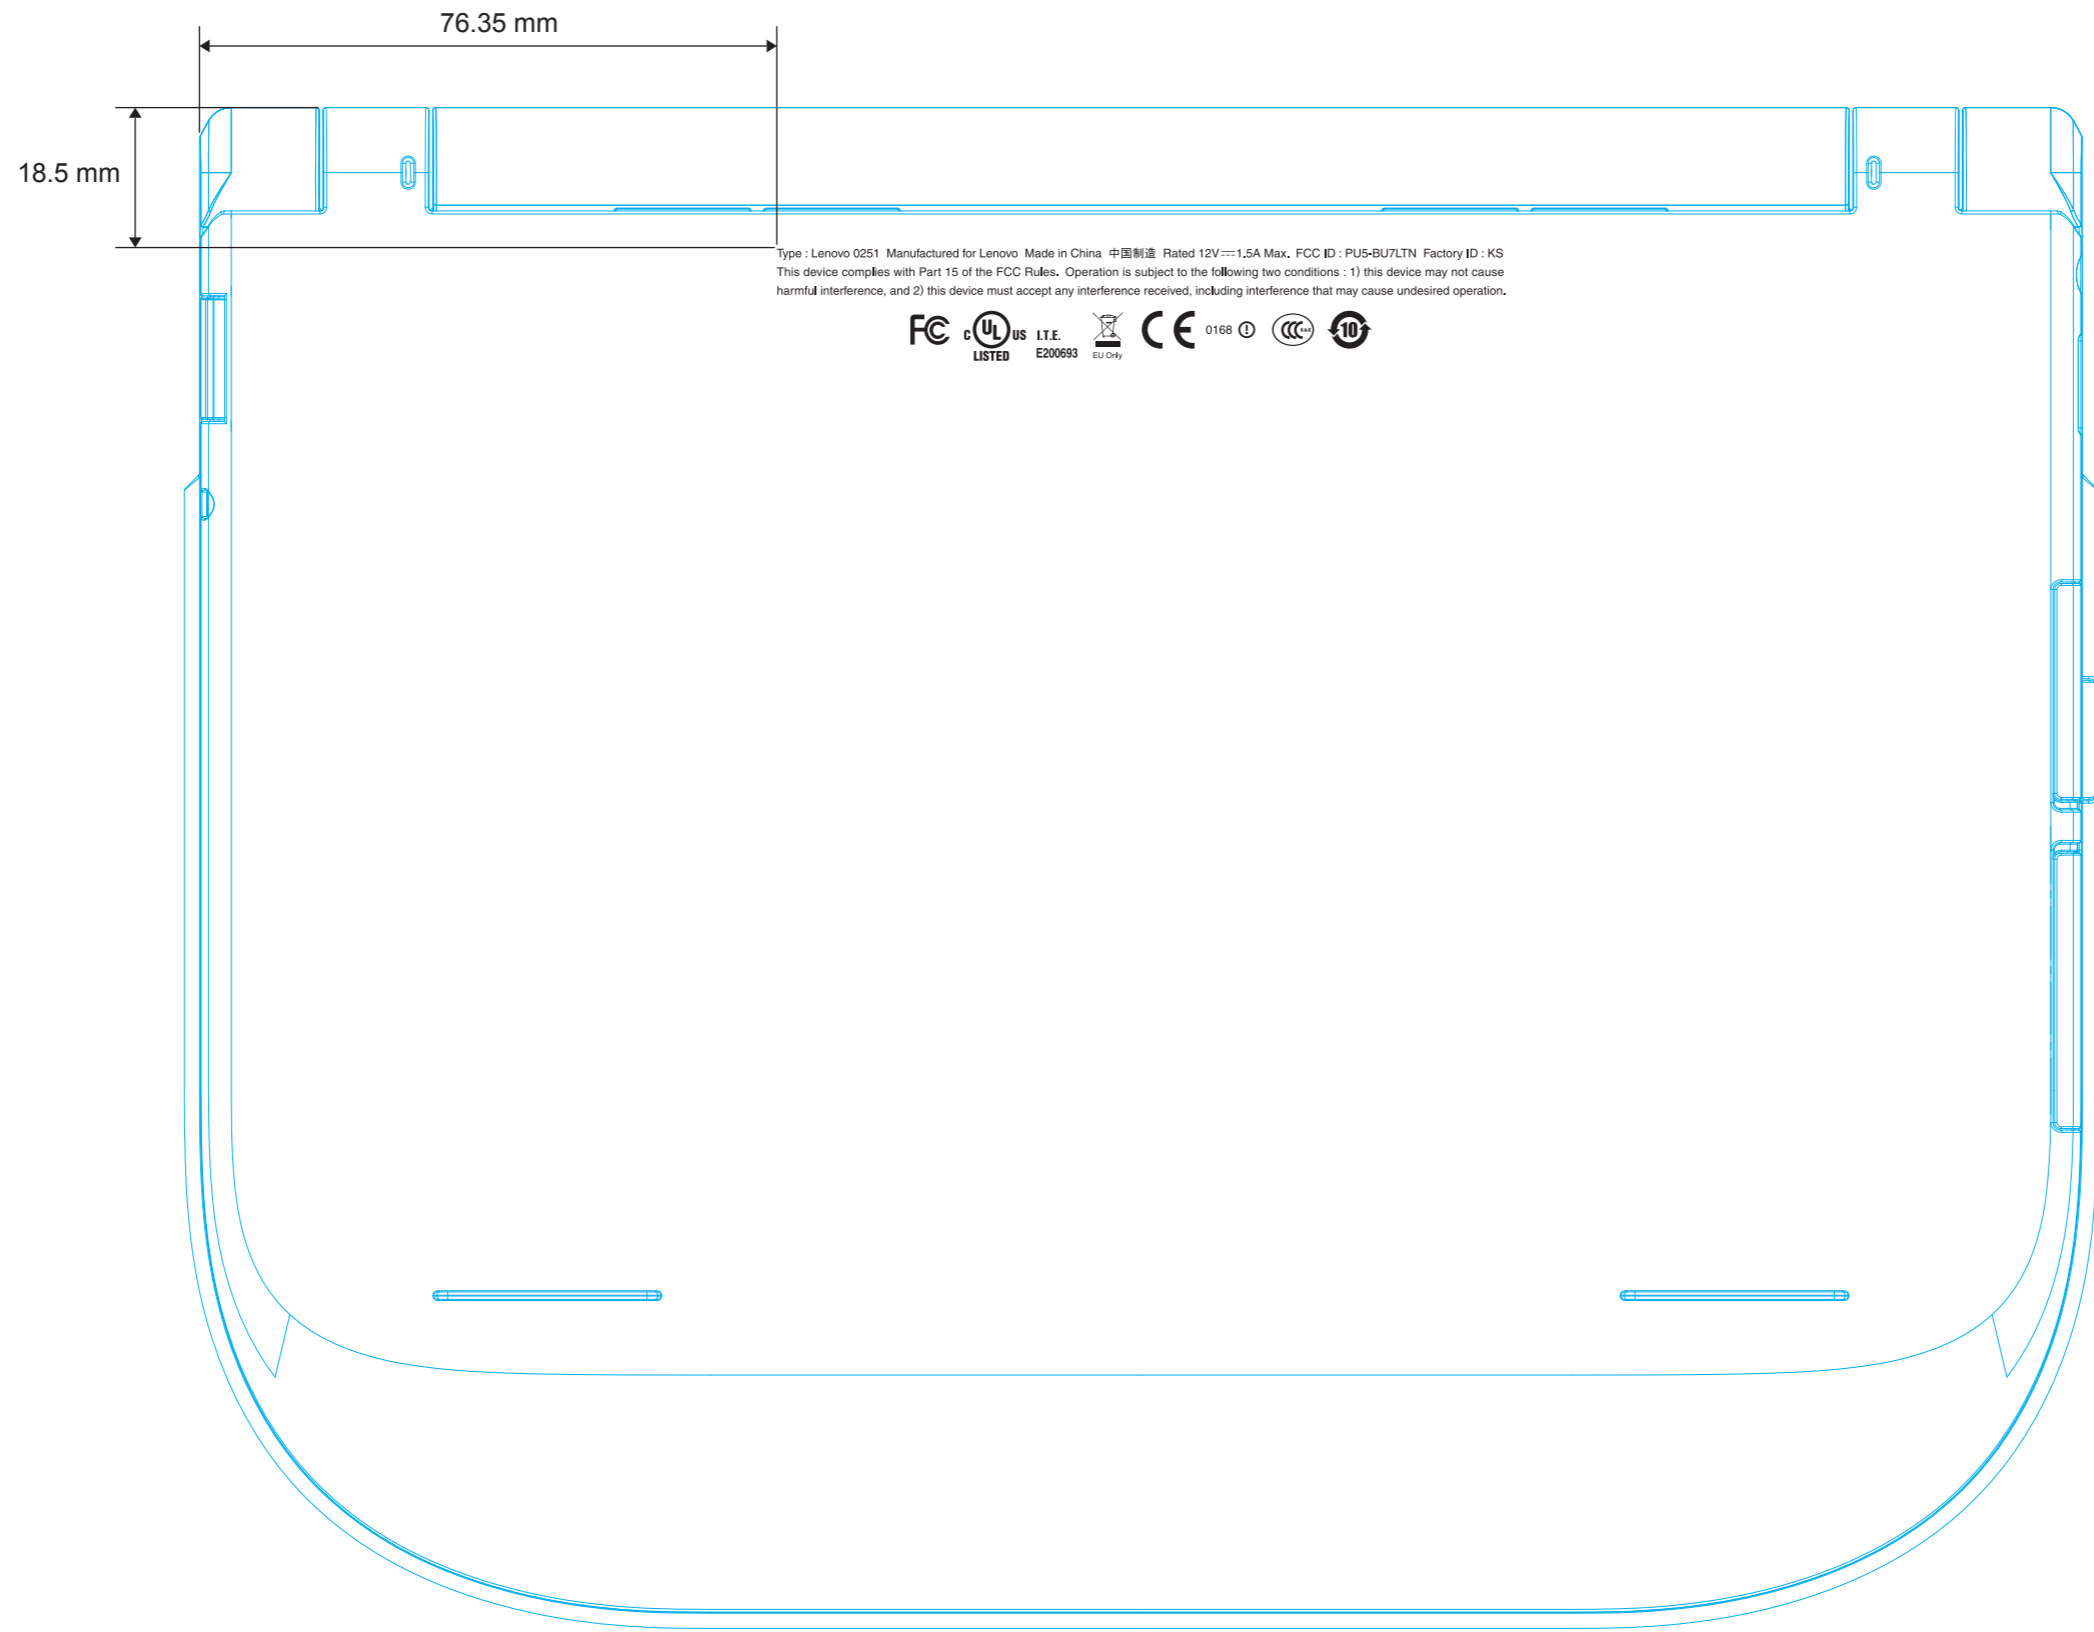 76.35 mm
18.5 mm
Type : Lenovo 0251 Manufactured for Lenovo Made in China 中国制造 Rated 12V⎓1.5A Max. FCC ID : PU5-BU7LTN Factory ID : KS
This device complies with Part 15 of the FCC Rules. Operation is subject to the following two conditions : 1) this device may not cause
harmful interference, and 2) this device must accept any interference received, including interference that may cause undesired operation.
FC C UL US I.T.E. CE 0168 CCC S&E 10
LISTED E200693 EU Only